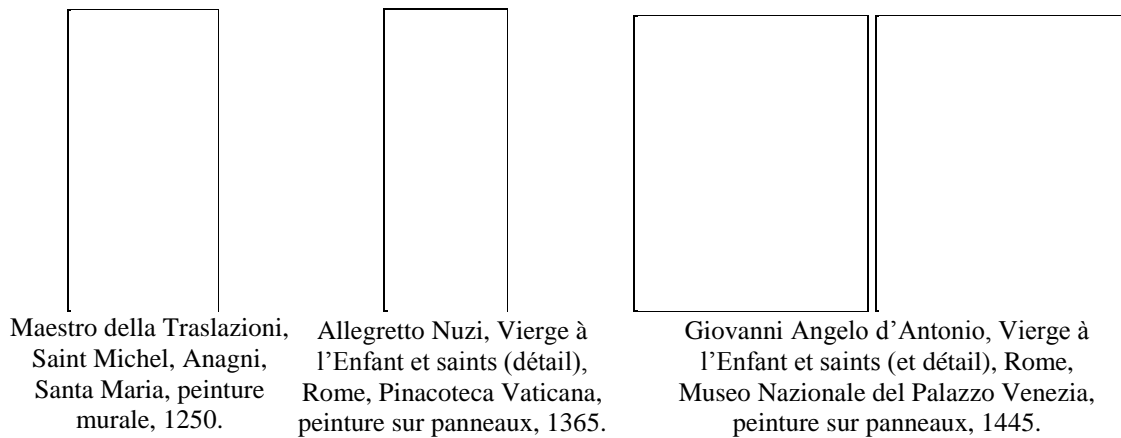 Maestro della Traslazioni,
Saint Michel, Anagni,
Santa Maria, peinture
murale, 1250.
Allegretto Nuzi, Vierge à
l’Enfant et saints (détail),
Rome, Pinacoteca Vaticana,
peinture sur panneaux, 1365.
Giovanni Angelo d’Antonio, Vierge à
l’Enfant et saints (et détail), Rome,
Museo Nazionale del Palazzo Venezia,
peinture sur panneaux, 1445.